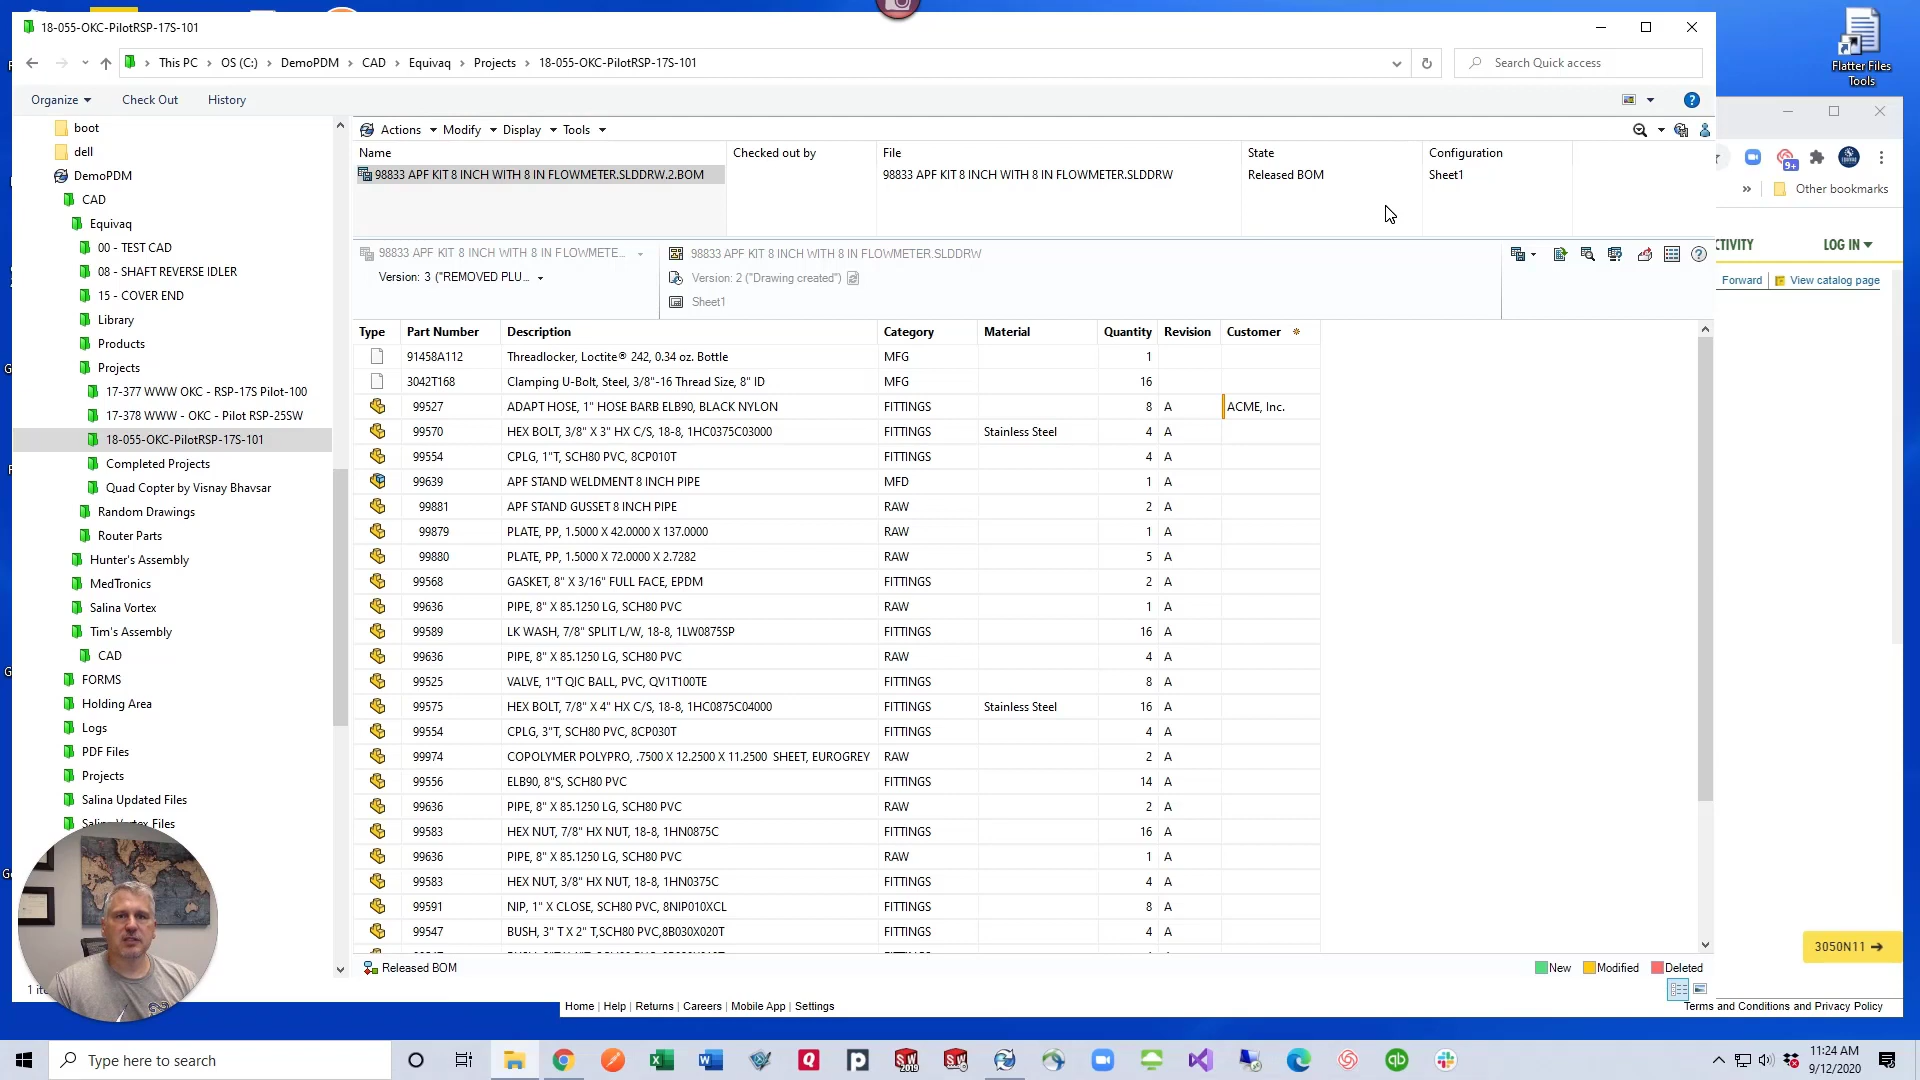 18-055-OKC-PilotRSP-17S-101
Flatter Files
Tools
This PC › OS (C:) › DemoPDM › CAD › Equivaq › Projects › 18-055-OKC-PilotRSP-17S-101
Search Quick access
Organize
Check Out
History
9+
Other bookmarks
CTIVITY
LOG IN
Forward
View catalog page
3050N11
boot
dell
DemoPDM
CAD
Equivaq
00 - TEST CAD
08 - SHAFT REVERSE IDLER
15 - COVER END
Library
Products
Projects
17-377 WWW OKC - RSP-17S Pilot-100
17-378 WWW - OKC - Pilot RSP-25SW
18-055-OKC-PilotRSP-17S-101
Completed Projects
Quad Copter by Visnay Bhavsar
Random Drawings
Router Parts
Hunter's Assembly
MedTronics
Salina Vortex
Tim's Assembly
CAD
FORMS
Holding Area
Logs
PDF Files
Projects
Salina Updated Files
Salina Vortex Files
Actions Modify Display Tools
Name Checked out by File State Configuration
98833 APF KIT 8 INCH WITH 8 IN FLOWMETER.SLDDRW.2.BOM 98833 APF KIT 8 INCH WITH 8 IN FLOWMETER.SLDDRW Released BOM Sheet1
98833 APF KIT 8 INCH WITH 8 IN FLOWMETE...
Version: 3 ("REMOVED PLU...
98833 APF KIT 8 INCH WITH 8 IN FLOWMETER.SLDDRW
Version: 2 ("Drawing created")
Sheet1
Type Part Number Description Category Material Quantity Revision Customer
91458A112 Threadlocker, Loctite® 242, 0.34 oz. Bottle MFG 1
3042T168 Clamping U-Bolt, Steel, 3/8"-16 Thread Size, 8" ID MFG 16
99527 ADAPT HOSE, 1" HOSE BARB ELB90, BLACK NYLON FITTINGS 8 A ACME, Inc.
99570 HEX BOLT, 3/8" X 3" HX C/S, 18-8, 1HC0375C03000 FITTINGS Stainless Steel 4 A
99554 CPLG, 1"T, SCH80 PVC, 8CP010T FITTINGS 4 A
99639 APF STAND WELDMENT 8 INCH PIPE MFD 1 A
99881 APF STAND GUSSET 8 INCH PIPE RAW 2 A
99879 PLATE, PP, 1.5000 X 42.0000 X 137.0000 RAW 1 A
99880 PLATE, PP, 1.5000 X 72.0000 X 2.7282 RAW 5 A
99568 GASKET, 8" X 3/16" FULL FACE, EPDM FITTINGS 2 A
99636 PIPE, 8" X 85.1250 LG, SCH80 PVC RAW 1 A
99589 LK WASH, 7/8" SPLIT L/W, 18-8, 1LW0875SP FITTINGS 16 A
99636 PIPE, 8" X 85.1250 LG, SCH80 PVC RAW 4 A
99525 VALVE, 1"T QIC BALL, PVC, QV1T100TE FITTINGS 8 A
99575 HEX BOLT, 7/8" X 4" HX C/S, 18-8, 1HC0875C04000 FITTINGS Stainless Steel 16 A
99554 CPLG, 3"T, SCH80 PVC, 8CP030T FITTINGS 4 A
99974 COPOLYMER POLYPRO, .7500 X 12.2500 X 11.2500 SHEET, EUROGREY RAW 2 A
99556 ELB90, 8"S, SCH80 PVC FITTINGS 14 A
99636 PIPE, 8" X 85.1250 LG, SCH80 PVC RAW 2 A
99583 HEX NUT, 7/8" HX NUT, 18-8, 1HN0875C FITTINGS 16 A
99636 PIPE, 8" X 85.1250 LG, SCH80 PVC RAW 1 A
99583 HEX NUT, 3/8" HX NUT, 18-8, 1HN0375C FITTINGS 4 A
99591 NIP, 1" X CLOSE, SCH80 PVC, 8NIP010XCL FITTINGS 8 A
99547 BUSH, 3" T X 2" T,SCH80 PVC,8B030X020T FITTINGS 4 A
Released BOM
New Modified Deleted
Home | Help | Returns | Careers | Mobile App | Settings
Terms and Conditions and Privacy Policy
Type here to search
11:24 AM
9/12/2020